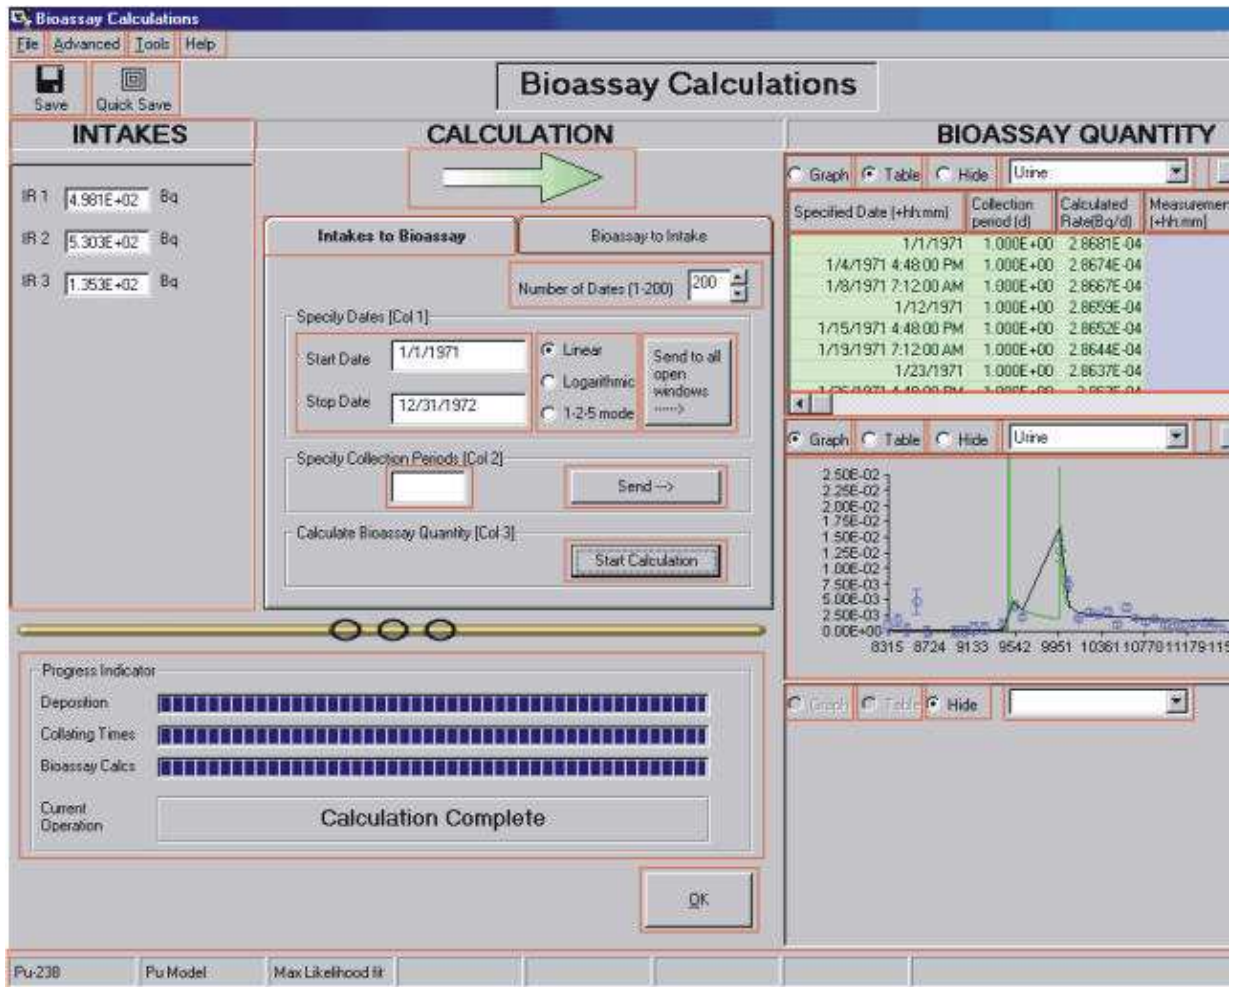 Bioassay Calculations
File Advanced Tools Help
Save Quick Save
Bioassay Calculations
INTAKES
IR 1 4.981E+02 Bq
IR 2 5.303E+02 Bq
IR 3 1.353E+02 Bq
CALCULATION
Intakes to Bioassay Bioassay to Intake
Number of Dates (1-200) 200
Specify Dates [Col 1]
Start Date 1/1/1971
Stop Date 12/31/1972
Linear
Logarithmic
1-2-5 mode
Send to all
open
windows
------>
Specify Collection Periods [Col 2]
Send -->
Calculate Bioassay Quantity [Col 3]
Start Calculation
Progress Indicator
Deposition
Collating Times
Bioassay Calcs
Current
Operation
Calculation Complete
OK
BIOASSAY QUANTITY
Graph Table Hide Urine
Specified Date (+hh:mm) Collection period (d) Calculated Rate(Bq/d) Measuremen (+hh:mm)
1/1/1971 1.000E+00 2.8681E-04
1/4/1971 4:48:00 PM 1.000E+00 2.8674E-04
1/8/1971 7:12:00 AM 1.000E+00 2.8667E-04
1/12/1971 1.000E+00 2.8659E-04
1/15/1971 4:48:00 PM 1.000E+00 2.8652E-04
1/19/1971 7:12:00 AM 1.000E+00 2.8644E-04
1/23/1971 1.000E+00 2.8637E-04
Graph Table Hide Urine
2.50E-02
2.25E-02
2.00E-02
1.75E-02
1.50E-02
1.25E-02
1.00E-02
7.50E-03
5.00E-03
2.50E-03
0.00E+00
8315 8724 9133 9542 9951 10361 10770 11179 115
Graph Table Hide
Pu-238 Pu Model Max Likelihood fit